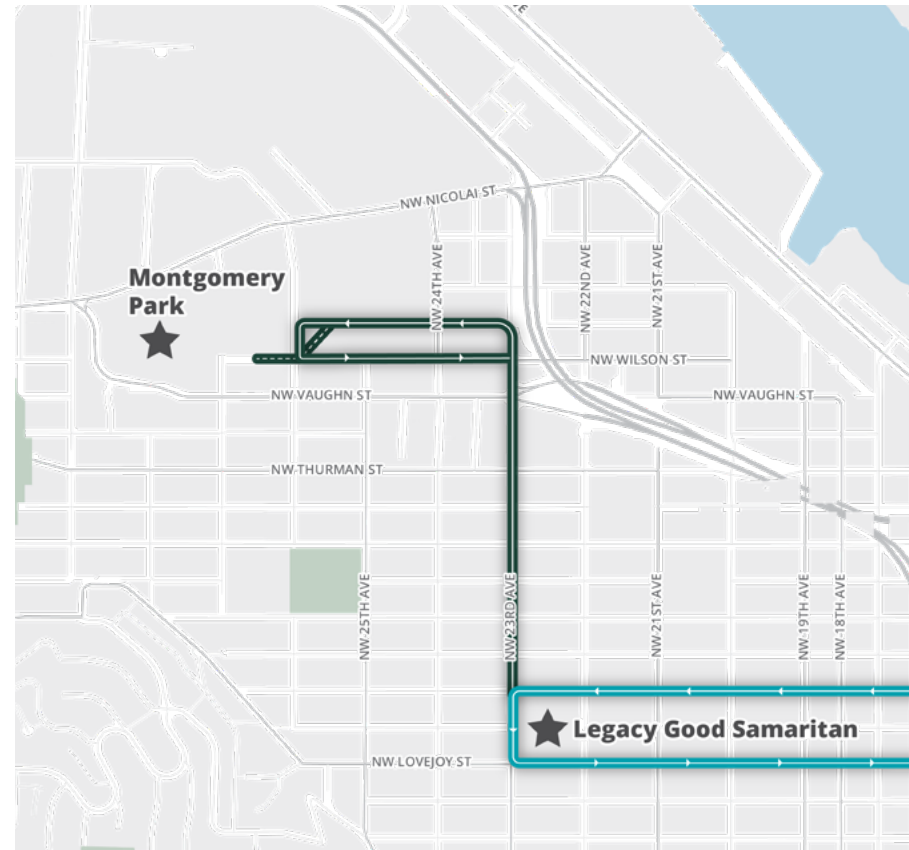 NW NICOLAI ST
Montgomery
Park
NW 24TH AVE
NW 22ND AVE
NW 21ST AVE
NW WILSON ST
NW VAUGHN ST
NW VAUGHN ST
NW THURMAN ST
NW 25TH AVE
NW 23RD AVE
NW 21ST AVE
NW 19TH AVE
NW 18TH AVE
Legacy Good Samaritan
NW LOVEJOY ST